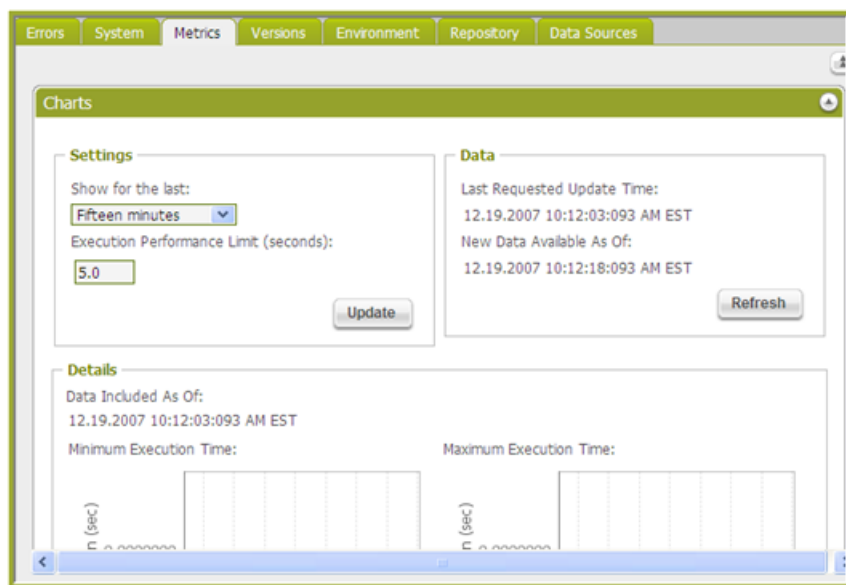 Errors System Metrics Versions Environment Repository Data Sources
Charts
Settings
Show for the last:
Fifteen minutes
Execution Performance Limit (seconds):
5.0
Update
Data
Last Requested Update Time:
12.19.2007 10:12:03:093 AM EST
New Data Available As Of:
12.19.2007 10:12:18:093 AM EST
Refresh
Details
Data Included As Of:
12.19.2007 10:12:03:093 AM EST
Minimum Execution Time:
(sec)
Maximum Execution Time:
(sec)